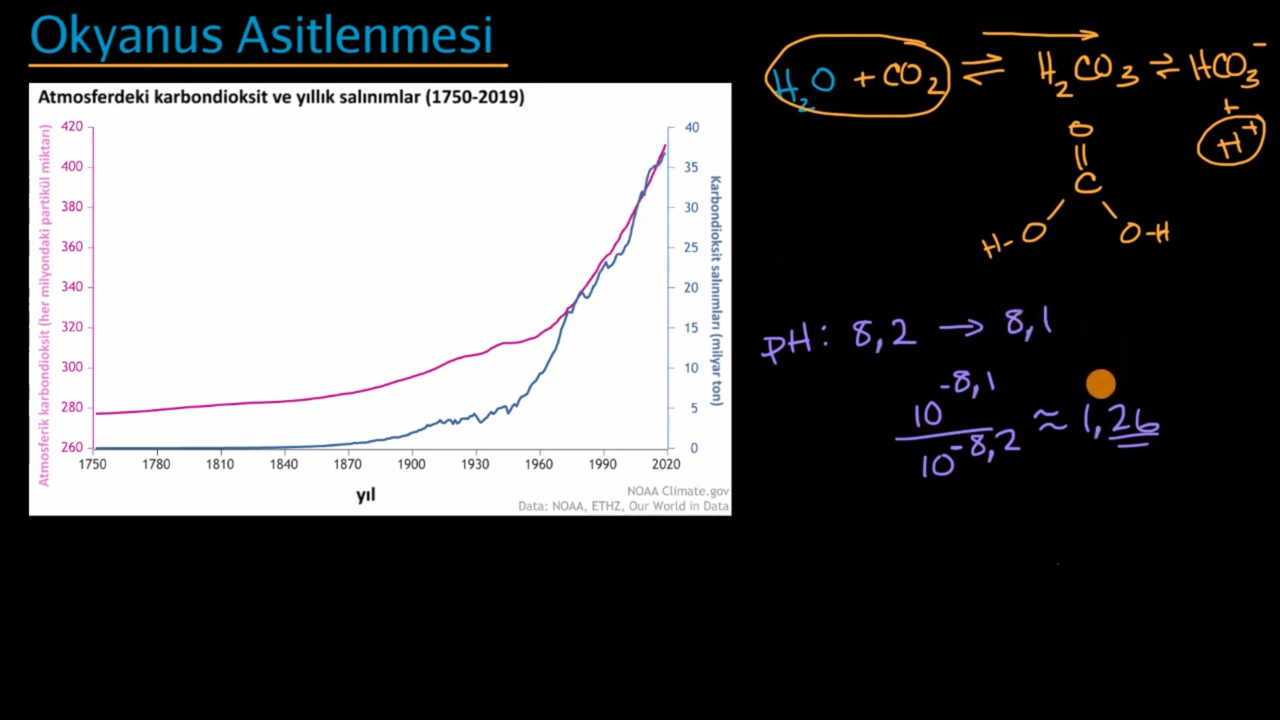 Okyanus Asitlenmesi
H₂O + CO₂ ⇌ H₂CO₃ ⇌ HCO₃⁻
+
H⁺
O
C
H-O O-H
Atmosferdeki karbondioksit ve yıllık salınımlar (1750-2019)
Atmosferik karbondioksit (her milyondaki partikül miktarı)
420
400
380
360
340
320
300
280
260
40
35
30
25
20
15
10
5
0
Karbondioksit salınımları (milyar ton)
1750 1780 1810 1840 1870 1900 1930 1960 1990 2020
yıl
NOAA Climate.gov
Data: NOAA, ETHZ, Our World in Data
pH: 8,2 → 8,1
10^-8,1
10^-8,2 ≈ 1,26